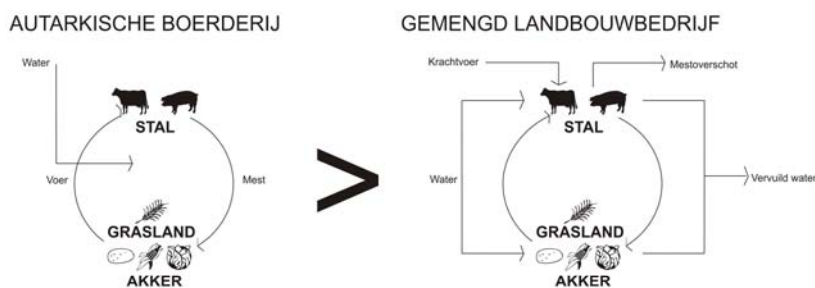 AUTARKISCHE BOERDERIJ
Water
STAL
Voer
Mest
GRASLAND
AKKER
>
GEMENGD LANDBOUWBEDRIJF
Krachtvoer
Mestoverschot
STAL
Water
Vervuild water
GRASLAND
AKKER